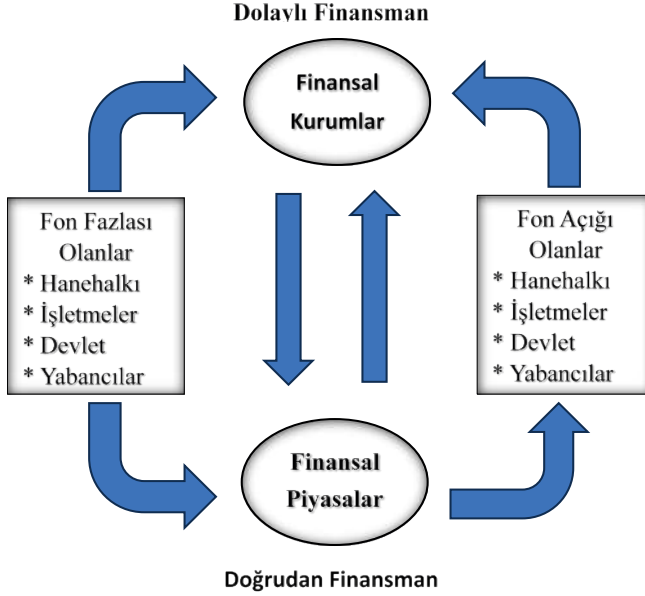 Dolaylı Finansman
Finansal
Kurumlar
Fon Fazlası
Olanlar
* Hanehalkı
* İşletmeler
* Devlet
* Yabancılar
Fon Açığı
Olanlar
* Hanehalkı
* İşletmeler
* Devlet
* Yabancılar
Finansal
Piyasalar
Doğrudan Finansman